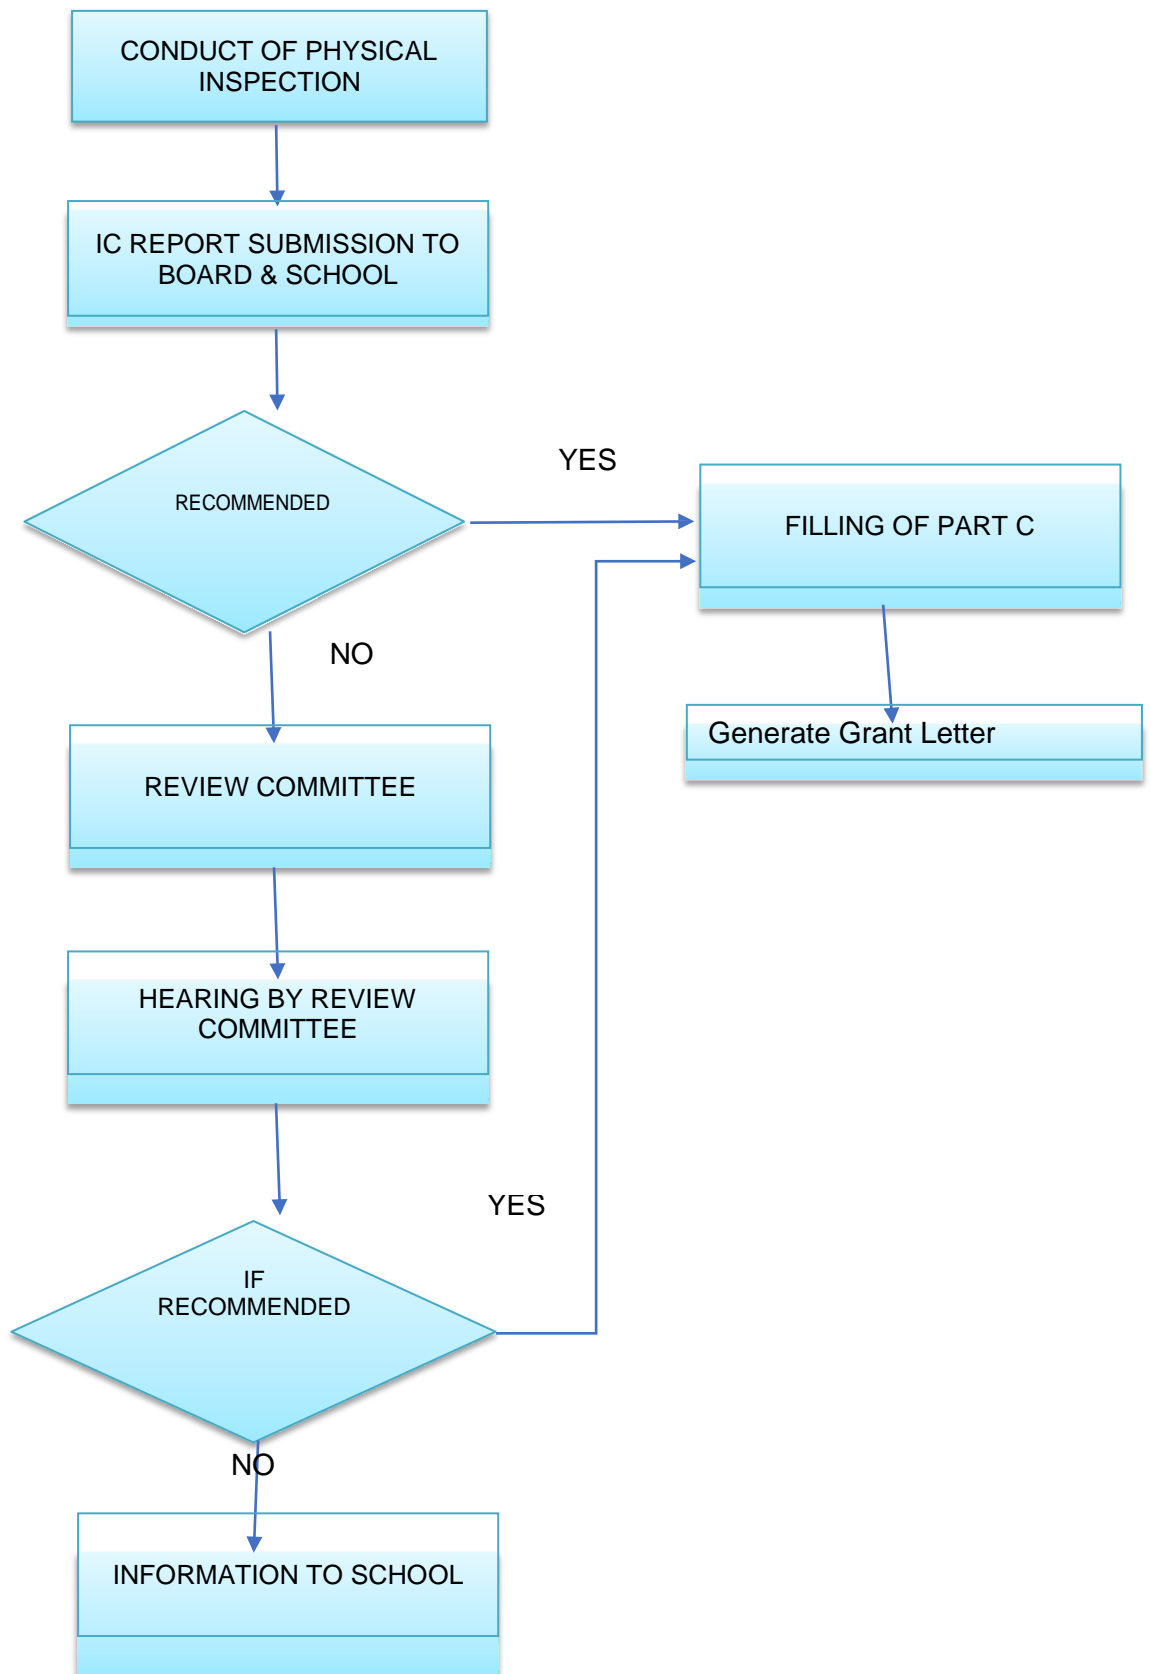 CONDUCT OF PHYSICAL
INSPECTION
IC REPORT SUBMISSION TO
BOARD & SCHOOL
RECOMMENDED
YES
FILLING OF PART C
NO
Generate Grant Letter
REVIEW COMMITTEE
HEARING BY REVIEW
COMMITTEE
YES
IF
RECOMMENDED
NO
INFORMATION TO SCHOOL